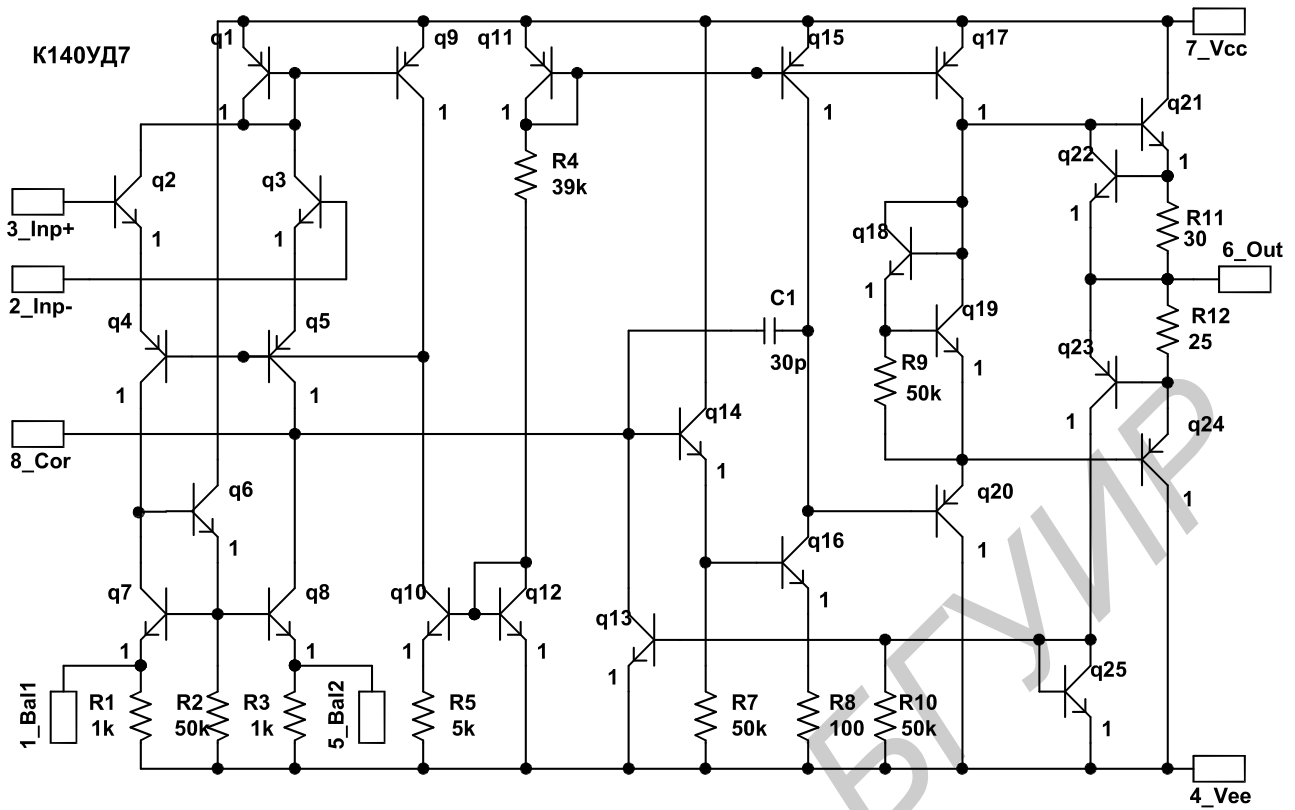 К140УД7
q1
1
q9
1
q11
1
q15
1
q17
1
7_Vcc
q21
1
q22
1
R4
39k
q2
1
q3
1
3_Inp+
2_Inp-
R11
30
6_Out
q18
1
C1
30p
q19
1
R12
25
q4
1
q5
1
R9
50k
q23
1
q14
1
q24
1
8_Cor
q6
1
q20
1
q16
1
q7
1
q8
1
q10
1
q12
1
q13
1
q25
1
1_Bal1
R1
1k
R2
50k
R3
1k
5_Bal2
R5
5k
R7
50k
R8
100
R10
50k
4_Vee
БГУИР